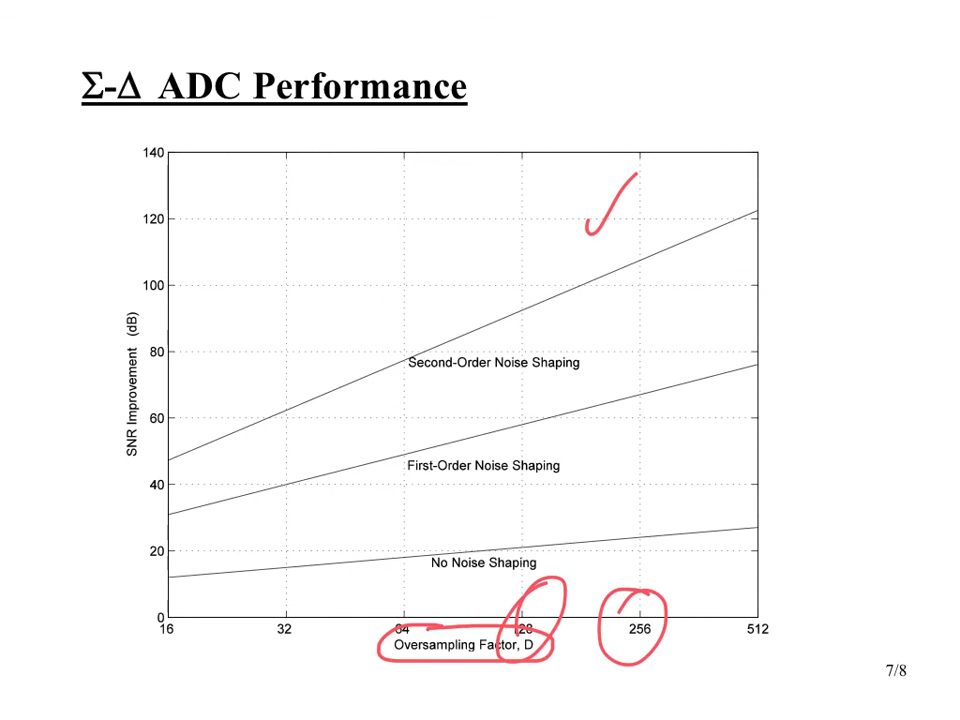 Σ-Δ ADC Performance
140
120
100
80
60
40
20
0
SNR Improvement (dB)
Second-Order Noise Shaping
First-Order Noise Shaping
No Noise Shaping
16 32 64 128 256 512
Oversampling Factor, D
7/8